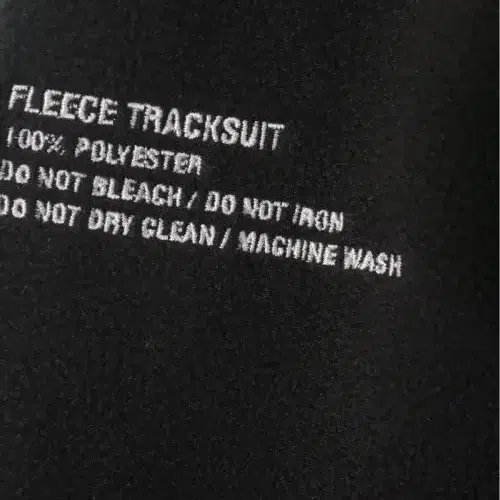 FLEECE TRACKSUIT
100% POLYESTER
DO NOT BLEACH / DO NOT IRON
DO NOT DRY CLEAN / MACHINE WASH